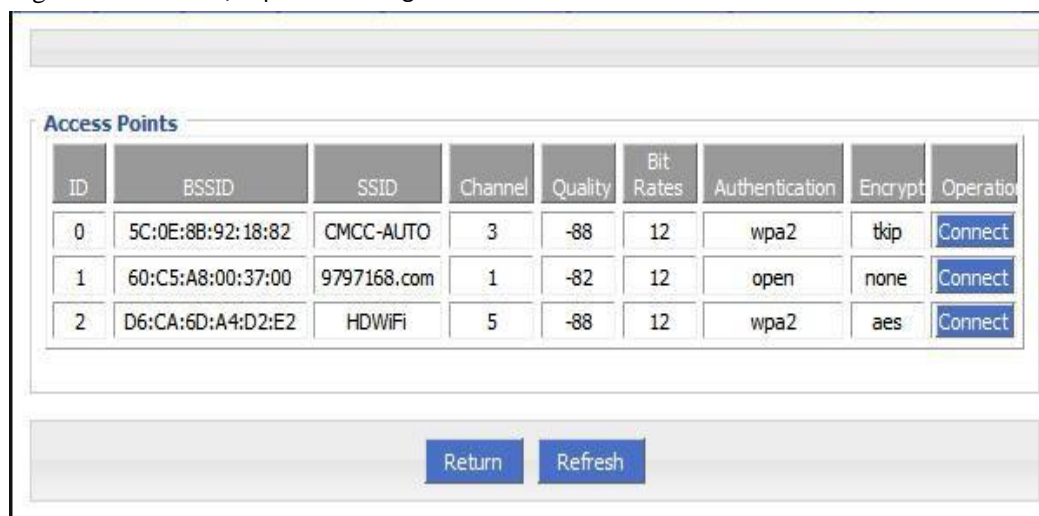 Access Points
ID BSSID SSID Channel Quality Bit Rates Authentication Encrypt Operation
0 5C:0E:8B:92:18:82 CMCC-AUTO 3 -88 12 wpa2 tkip Connect
1 60:C5:A8:00:37:00 9797168.com 1 -82 12 open none Connect
2 D6:CA:6D:A4:D2:E2 HDWiFi 5 -88 12 wpa2 aes Connect
Return Refresh